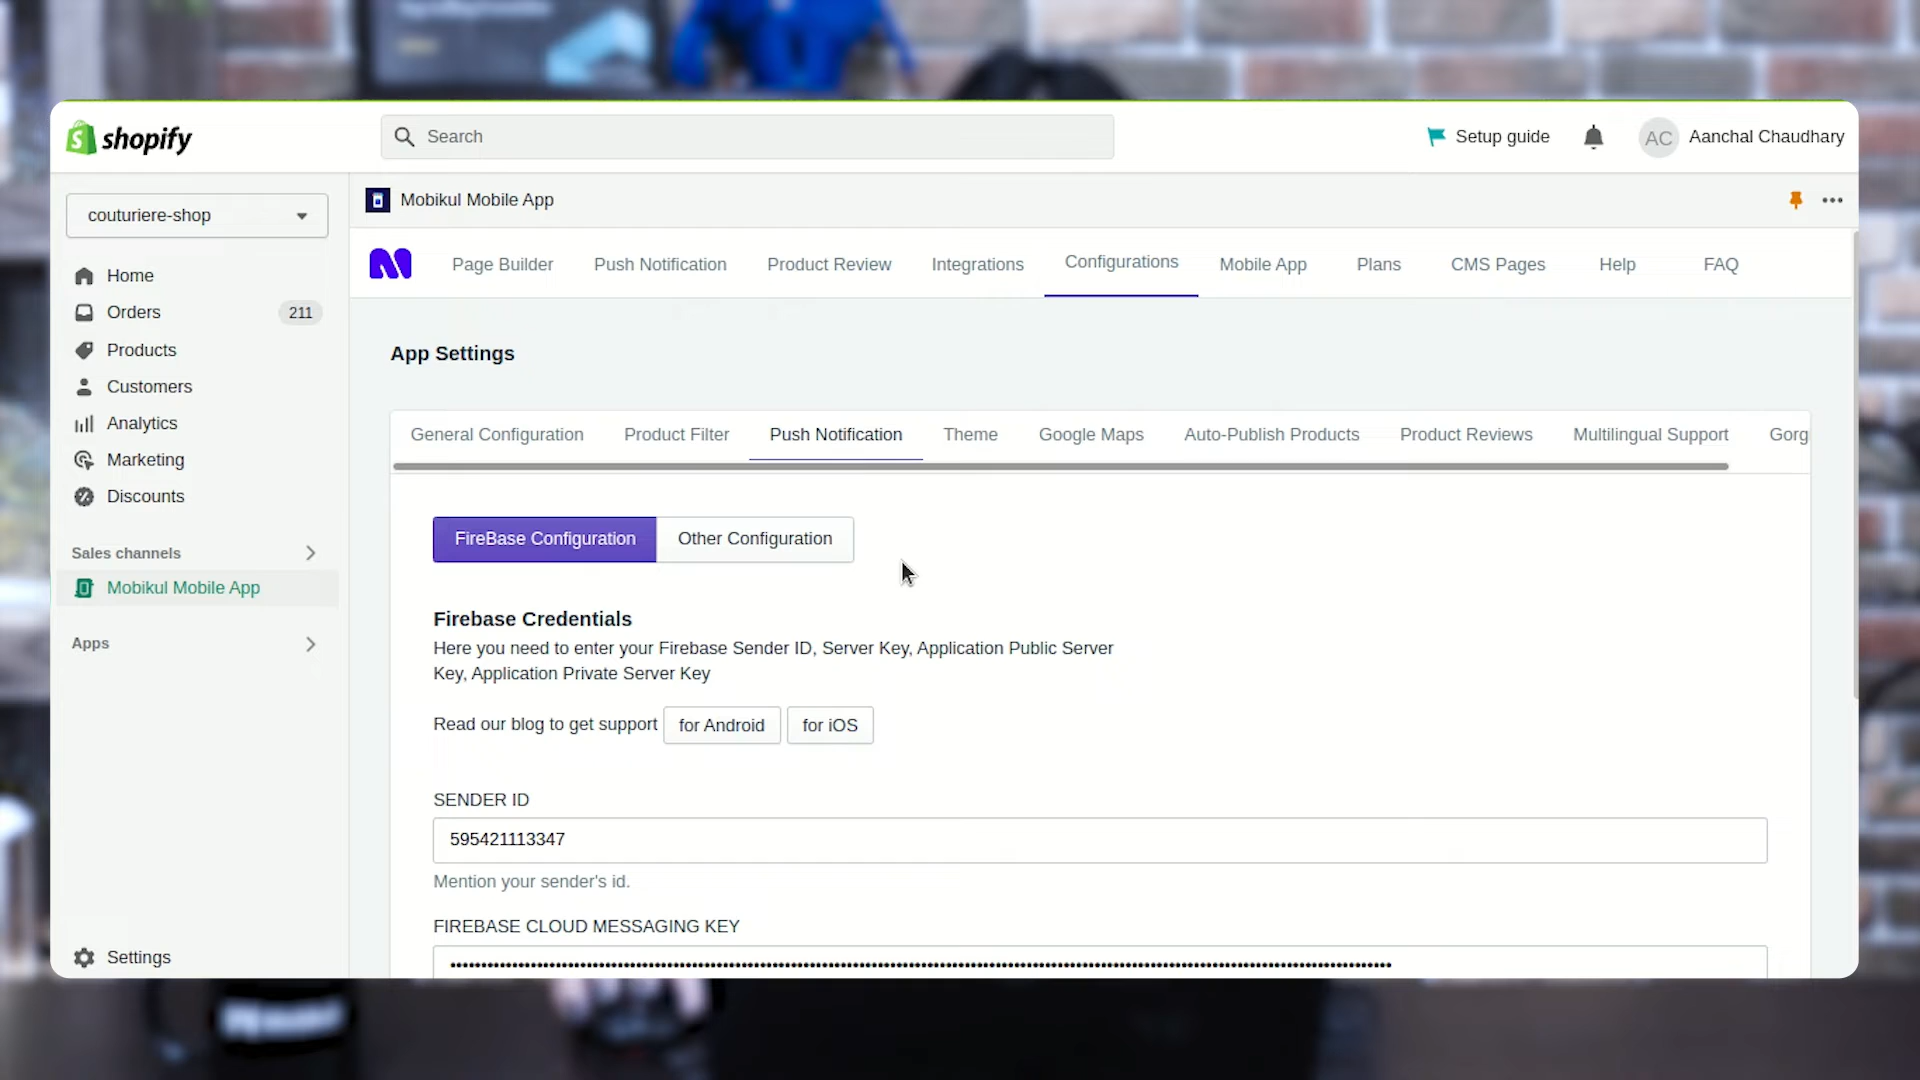 shopify
Search
Setup guide
AC
Aanchal Chaudhary
couturiere-shop
Mobikul Mobile App
Home
Orders
211
Products
Customers
Analytics
Marketing
Discounts
Sales channels
Mobikul Mobile App
Apps
Settings
Page Builder
Push Notification
Product Review
Integrations
Configurations
Mobile App
Plans
CMS Pages
Help
FAQ
App Settings
General Configuration
Product Filter
Push Notification
Theme
Google Maps
Auto-Publish Products
Product Reviews
Multilingual Support
Gorg
FireBase Configuration
Other Configuration
Firebase Credentials
Here you need to enter your Firebase Sender ID, Server Key, Application Public Server
Key, Application Private Server Key
Read our blog to get support
for Android
for iOS
SENDER ID
595421113347
Mention your sender's id.
FIREBASE CLOUD MESSAGING KEY